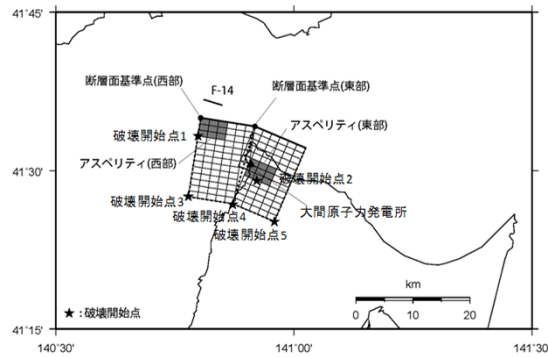 41°45'
断層面基準点(西部)
F-14
断層面基準点(東部)
アスペリティ(東部)
破壊開始点1
アスペリティ(西部)
41°30'
破壊開始点2
破壊開始点3
大間原子力発電所
破壊開始点4
破壊開始点5
km
0 10 20
★:破壊開始点
41°15'
140°30' 141°00' 141°30'